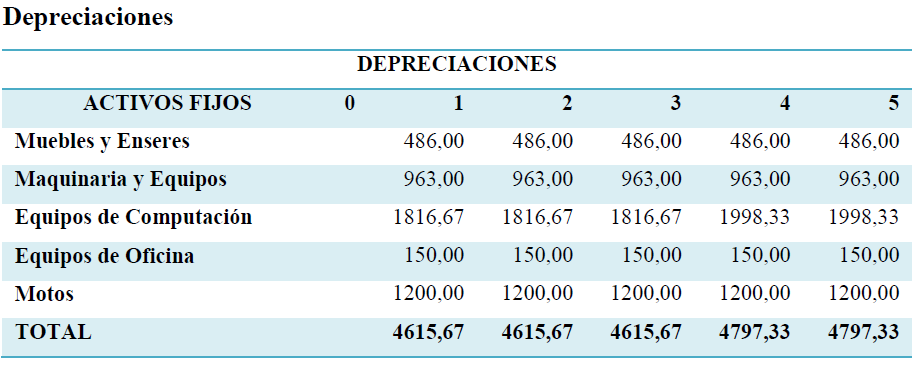 Depreciaciones
DEPRECIACIONES
ACTIVOS FIJOS 0 1 2 3 4 5
Muebles y Enseres 486,00 486,00 486,00 486,00 486,00
Maquinaria y Equipos 963,00 963,00 963,00 963,00 963,00
Equipos de Computación 1816,67 1816,67 1816,67 1998,33 1998,33
Equipos de Oficina 150,00 150,00 150,00 150,00 150,00
Motos 1200,00 1200,00 1200,00 1200,00 1200,00
TOTAL 4615,67 4615,67 4615,67 4797,33 4797,33